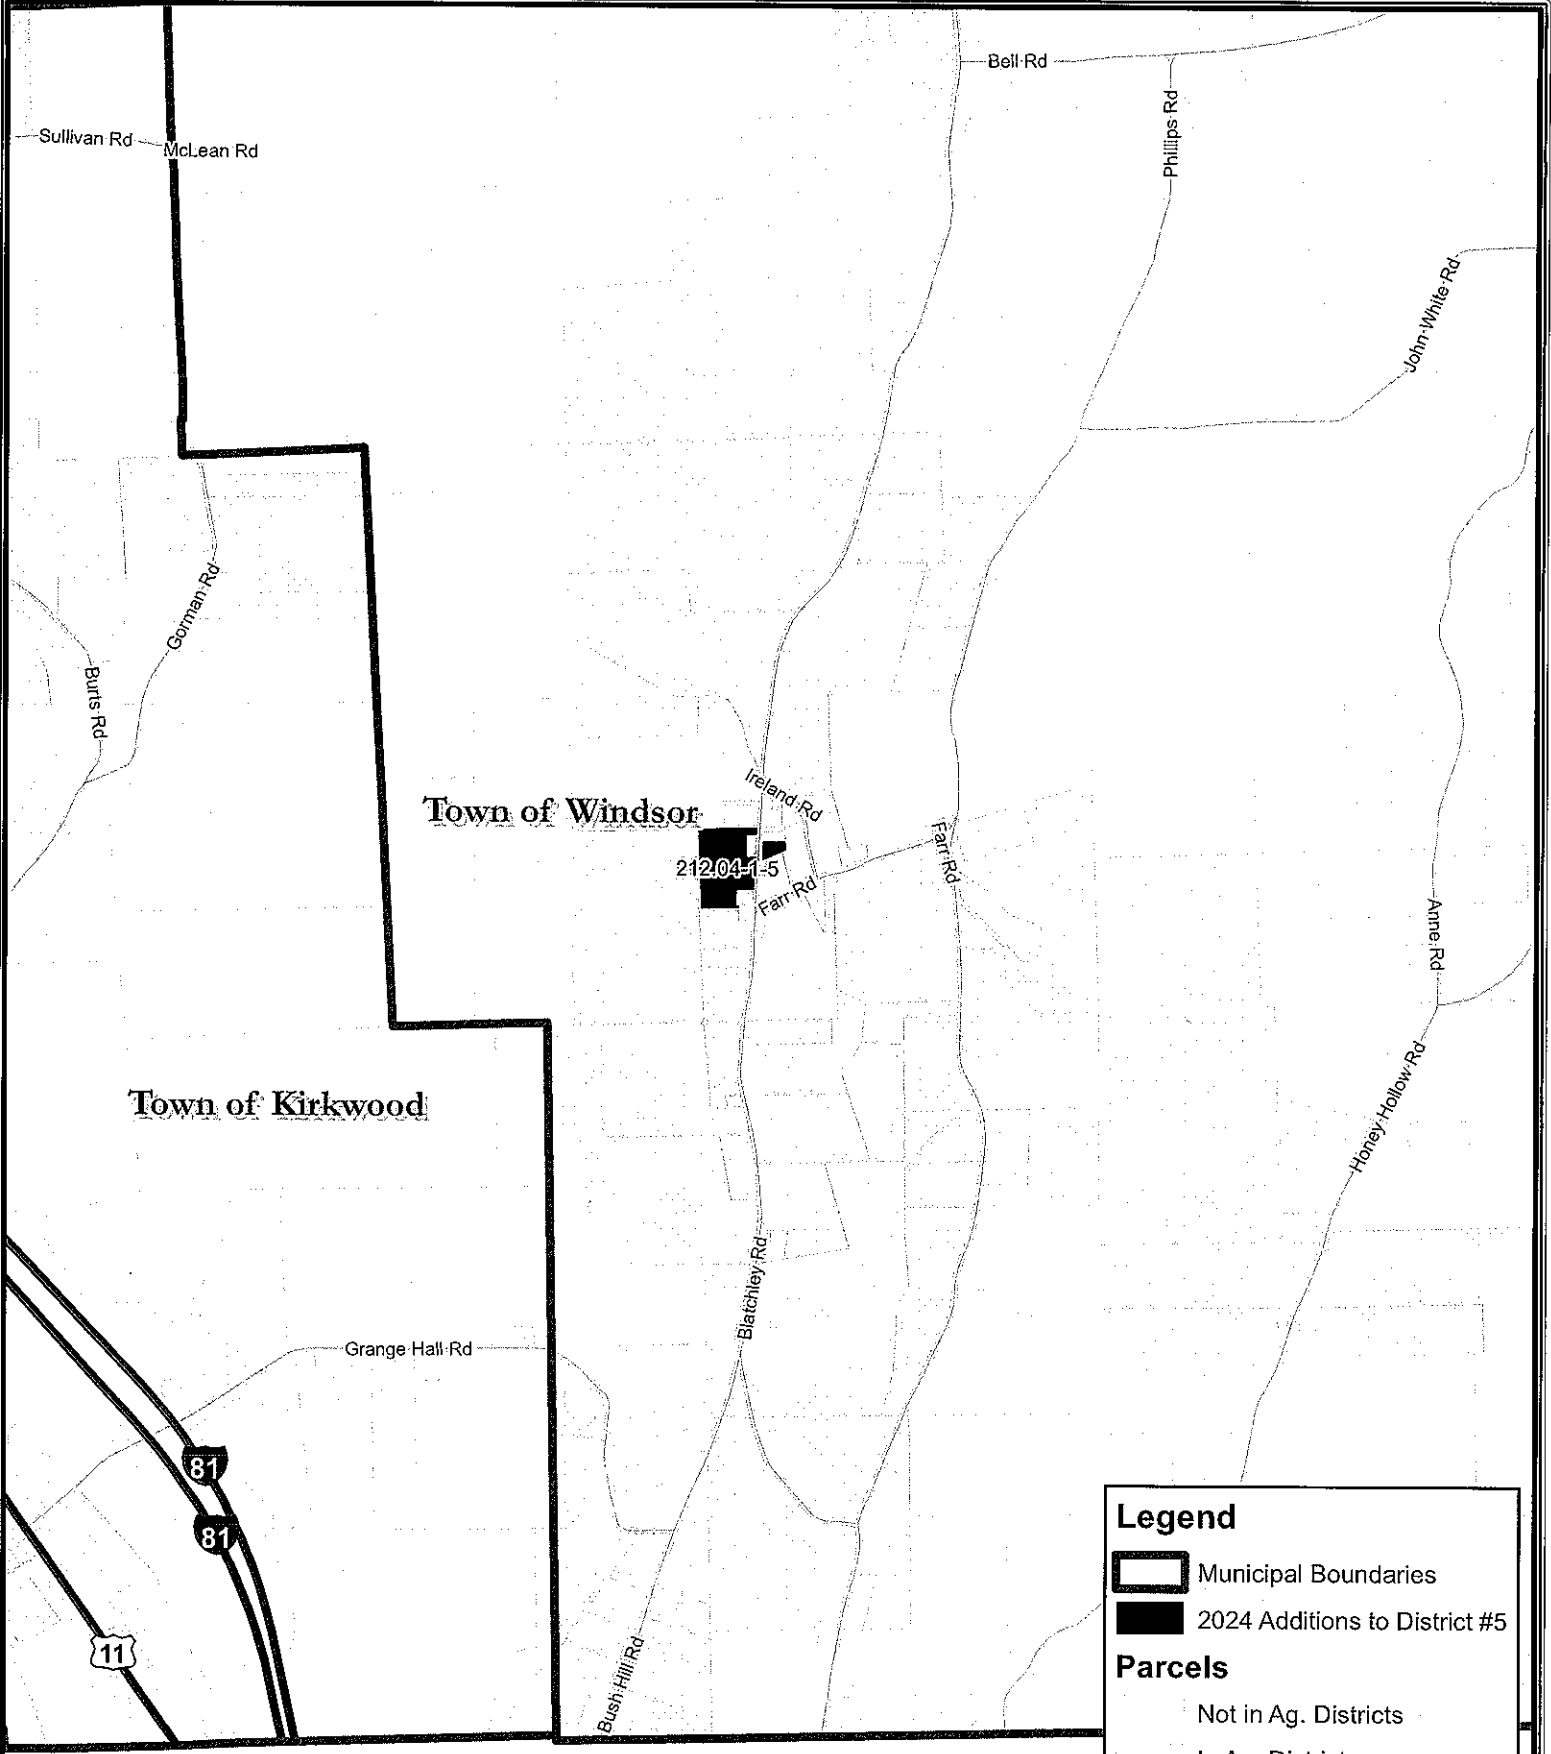 Bell Rd
Phillips Rd
Sullivan Rd
McLean Rd
John White Rd
Gorman Rd
Burts Rd
Ireland Rd
Town of Windsor
212.04-1-5
Farr Rd
Farr Rd
Anne Rd
Town of Kirkwood
Honey Hollow Rd
Blatchley Rd
Grange Hall Rd
81
81
11
Bush Hill Rd
Legend
Municipal Boundaries
2024 Additions to District #5
Parcels
Not in Ag. Districts